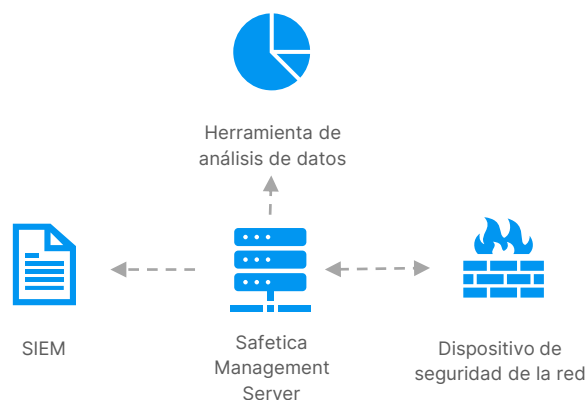 Herramienta de
análisis de datos
SIEM
Safetica
Management
Server
Dispositivo de
seguridad de la red